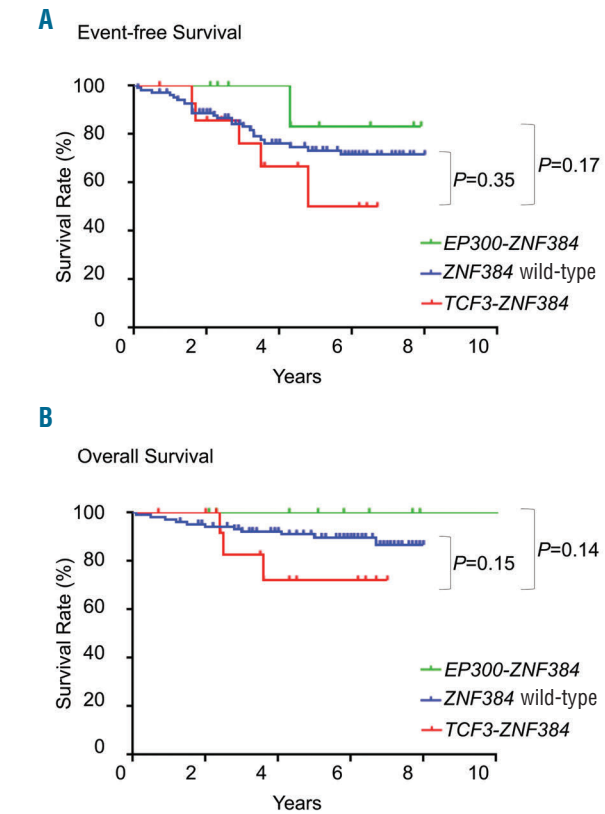 A
Event-free Survival
100
80
60
40
20
0
Survival Rate (%)
0 2 4 6 8 10
Years
P=0.35
P=0.17
EP300-ZNF384
ZNF384 wild-type
TCF3-ZNF384
B
Overall Survival
100
80
60
40
20
0
Survival Rate (%)
0 2 4 6 8 10
Years
P=0.15
P=0.14
EP300-ZNF384
ZNF384 wild-type
TCF3-ZNF384